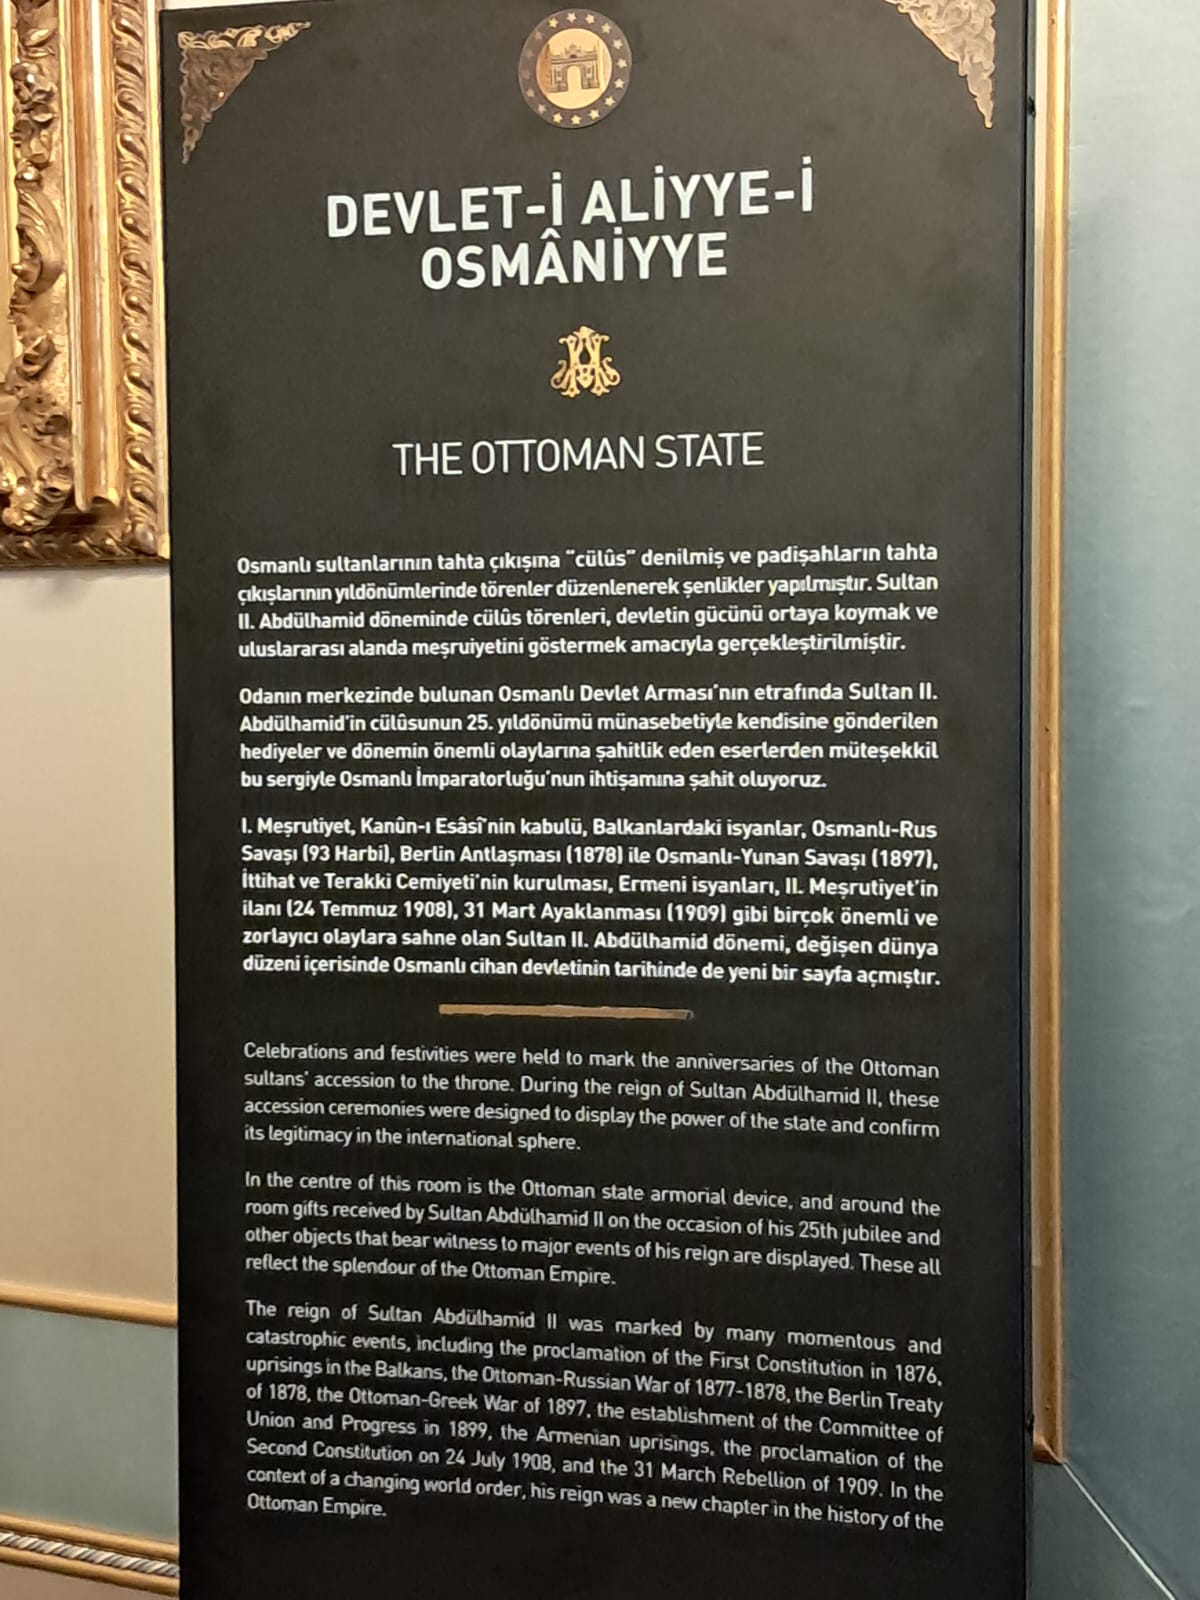 DEVLET-İ ALİYYE-İ
OSMÂNİYYE
THE OTTOMAN STATE
Osmanlı sultanlarının tahta çıkışına “cülûs” denilmiş ve padişahların tahta
çıkışlarının yıldönümlerinde törenler düzenlenerek şenlikler yapılmıştır. Sultan
II. Abdülhamid döneminde cülûs törenleri, devletin gücünü ortaya koymak ve
uluslararası alanda meşruiyetini göstermek amacıyla gerçekleştirilmiştir.
Odanın merkezinde bulunan Osmanlı Devlet Arması'nın etrafında Sultan II.
Abdülhamid'in cülûsunun 25. yıldönümü münasebetiyle kendisine gönderilen
hediyeler ve dönemin önemli olaylarına şahitlik eden eserlerden müteşekkil
bu sergiyle Osmanlı İmparatorluğu'nun ihtişamına şahit oluyoruz.
I. Meşrutiyet, Kanûn-ı Esâsî'nin kabulü, Balkanlardaki isyanlar, Osmanlı-Rus
Savaşı (93 Harbi), Berlin Antlaşması (1878) ile Osmanlı-Yunan Savaşı (1897),
İttihat ve Terakki Cemiyeti'nin kurulması, Ermeni isyanları, II. Meşrutiyet'in
ilanı (24 Temmuz 1908), 31 Mart Ayaklanması (1909) gibi birçok önemli ve
zorlayıcı olaylara sahne olan Sultan II. Abdülhamid dönemi, değişen dünya
düzeni içerisinde Osmanlı cihan devletinin tarihinde de yeni bir sayfa açmıştır.
Celebrations and festivities were held to mark the anniversaries of the Ottoman
sultans' accession to the throne. During the reign of Sultan Abdülhamid II, these
accession ceremonies were designed to display the power of the state and confirm
its legitimacy in the international sphere.
In the centre of this room is the Ottoman state armorial device, and around the
room gifts received by Sultan Abdülhamid II on the occasion of his 25th jubilee and
other objects that bear witness to major events of his reign are displayed. These all
reflect the splendour of the Ottoman Empire.
The reign of Sultan Abdülhamid II was marked by many momentous and
catastrophic events, including the proclamation of the First Constitution in 1876,
uprisings in the Balkans, the Ottoman-Russian War of 1877-1878, the Berlin Treaty
of 1878, the Ottoman-Greek War of 1897, the establishment of the Committee of
Union and Progress in 1899, the Armenian uprisings, the proclamation of the
Second Constitution on 24 July 1908, and the 31 March Rebellion of 1909. In the
context of a changing world order, his reign was a new chapter in the history of the
Ottoman Empire.